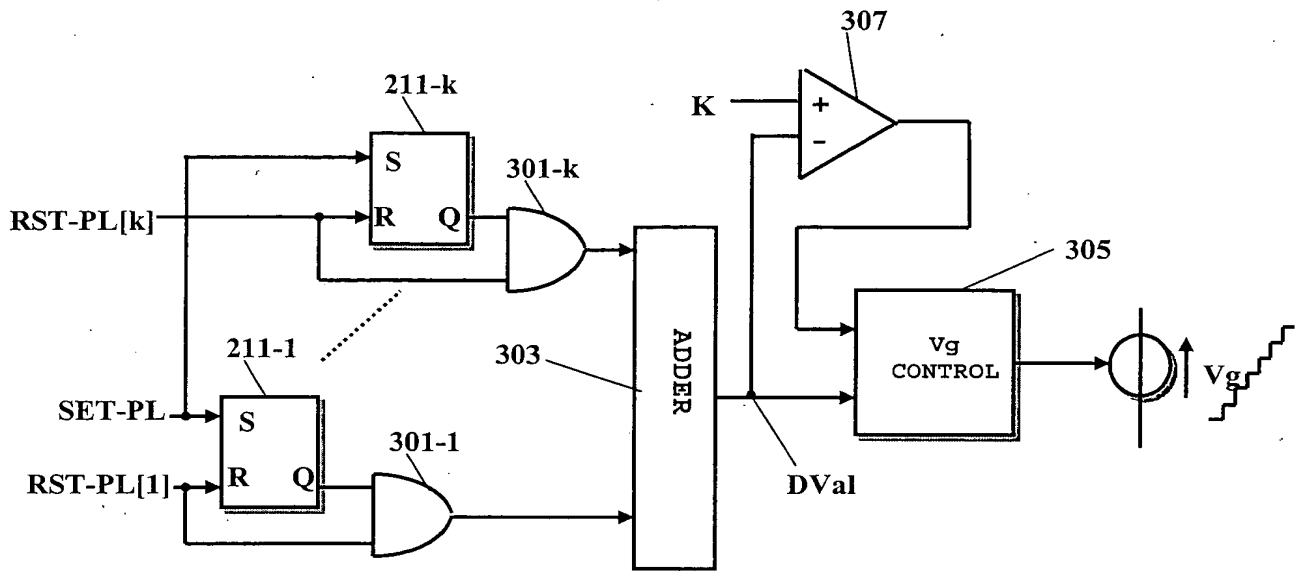 307
211-k
K
+
-
S
301-k
RST-PL[k]
R
Q
305
ADDER
Vg
CONTROL
Vg
303
211-1
SET-PL
S
301-1
RST-PL[1]
R
Q
DVal